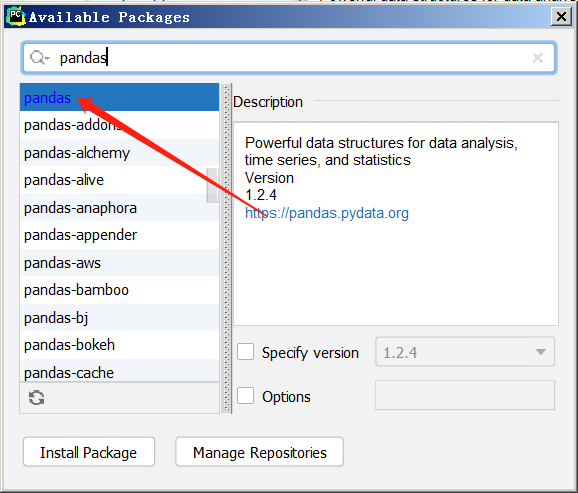 PC
Available Packages
pandas
pandas
pandas-addons
pandas-alchemy
pandas-alive
pandas-anaphora
pandas-appender
pandas-aws
pandas-bamboo
pandas-bj
pandas-bokeh
pandas-cache
Description
Powerful data structures for data analysis,
time series, and statistics
Version
1.2.4
https://pandas.pydata.org
Specify version
1.2.4
Options
Install Package
Manage Repositories